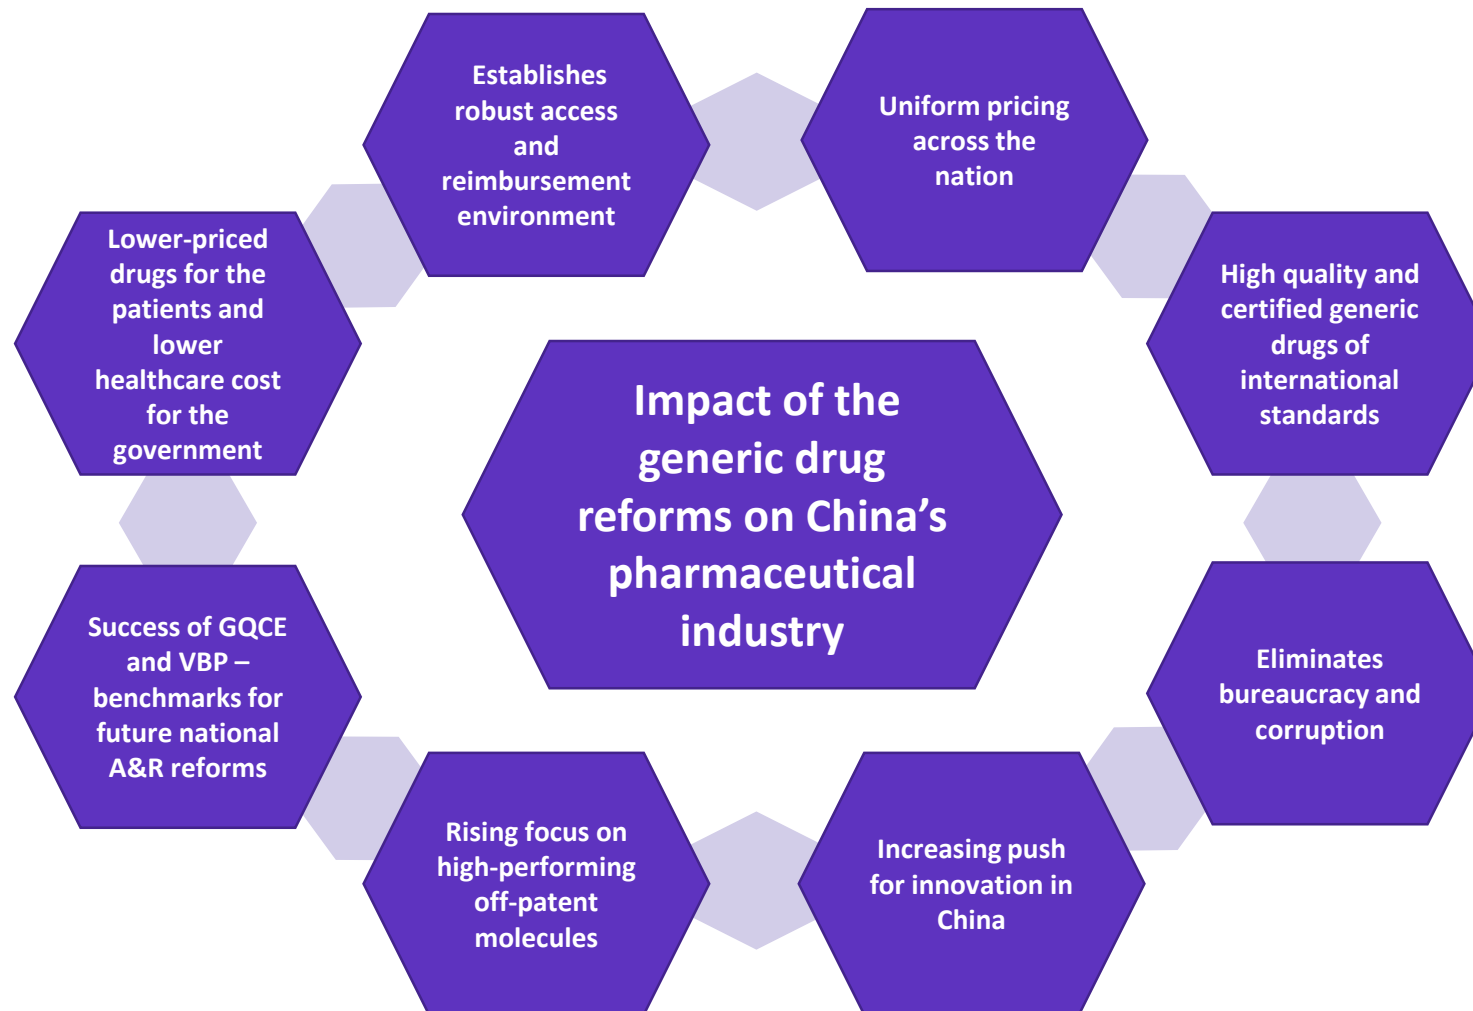 Establishes
robust access
and
reimbursement
environment
Uniform pricing
across the
nation
Lower-priced
drugs for the
patients and
lower
healthcare cost
for the
government
High quality and
certified generic
drugs of
international
standards
Impact of the
generic drug
reforms on China’s
pharmaceutical
industry
Success of GQCE
and VBP –
benchmarks for
future national
A&R reforms
Eliminates
bureaucracy and
corruption
Rising focus on
high-performing
off-patent
molecules
Increasing push
for innovation in
China